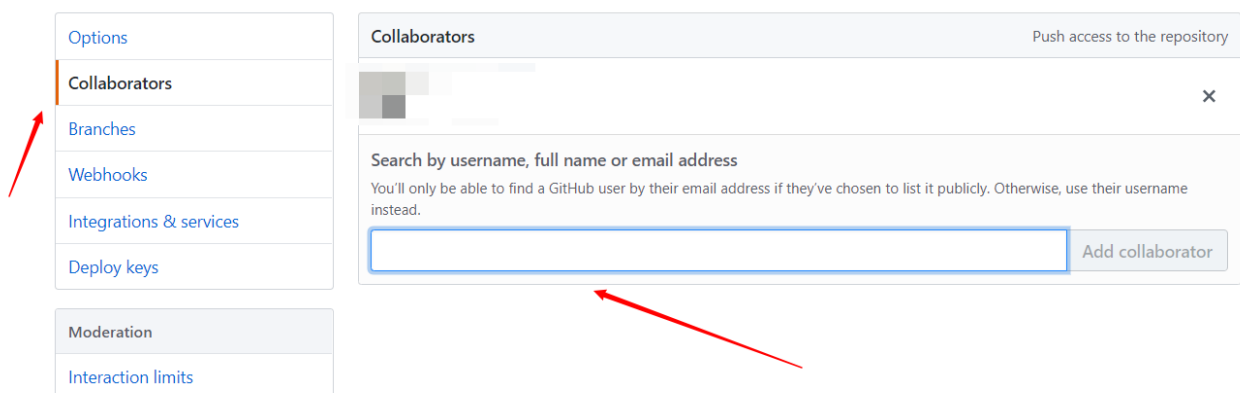 Options
Collaborators
Branches
Webhooks
Integrations & services
Deploy keys
Moderation
Interaction limits
Collaborators
Push access to the repository
Search by username, full name or email address
You'll only be able to find a GitHub user by their email address if they've chosen to list it publicly. Otherwise, use their username
instead.
Add collaborator